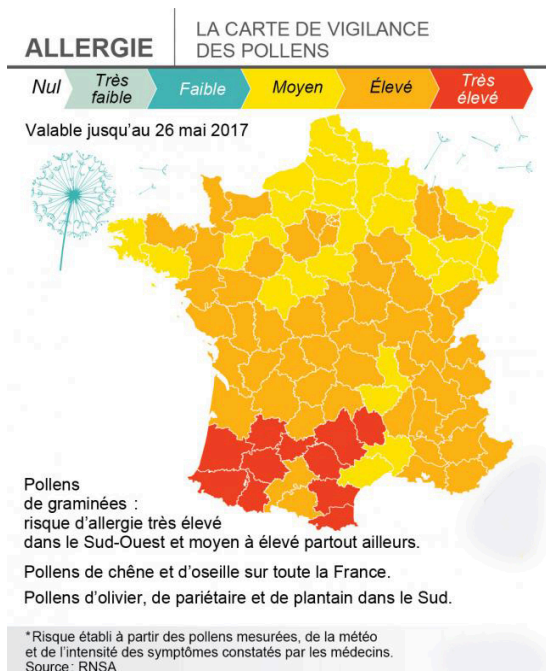 ALLERGIE
LA CARTE DE VIGILANCE
DES POLLENS
Nul
Très
faible
Faible
Moyen
Élevé
Très
élevé
Valable jusqu'au 26 mai 2017
Pollens
de graminées :
risque d'allergie très élevé
dans le Sud-Ouest et moyen à élevé partout ailleurs.
Pollens de chêne et d'oseille sur toute la France.
Pollens d'olivier, de pariétaire et de plantain dans le Sud.
*Risque établi à partir des pollens mesurées, de la météo
et de l'intensité des symptômes constatés par les médecins.
Source : RNSA